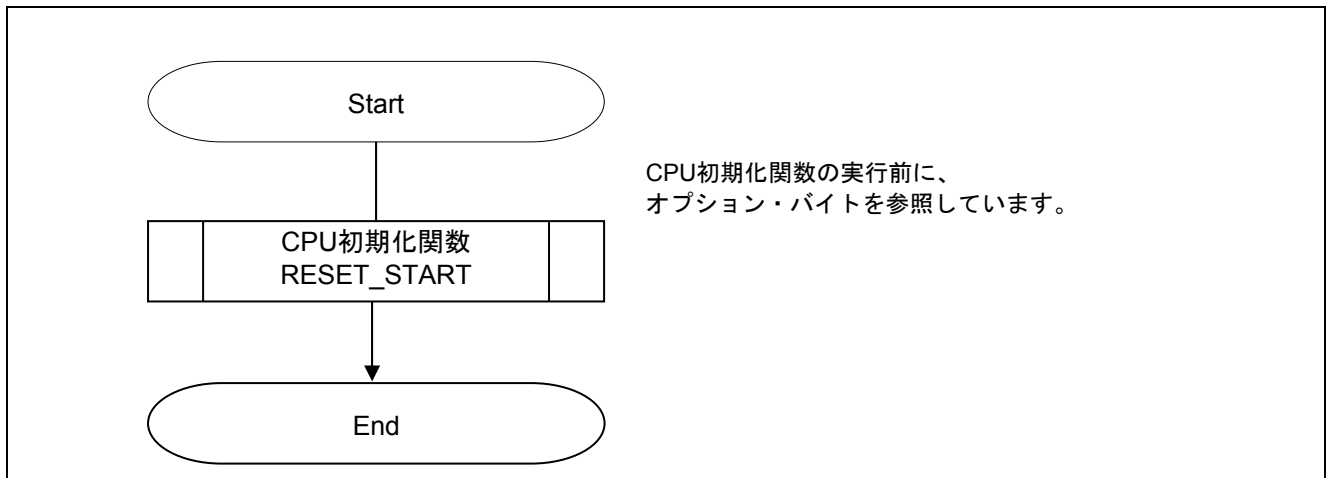 Start
CPU初期化関数の実行前に、
オプション・バイトを参照しています。
CPU初期化関数
RESET_START
End